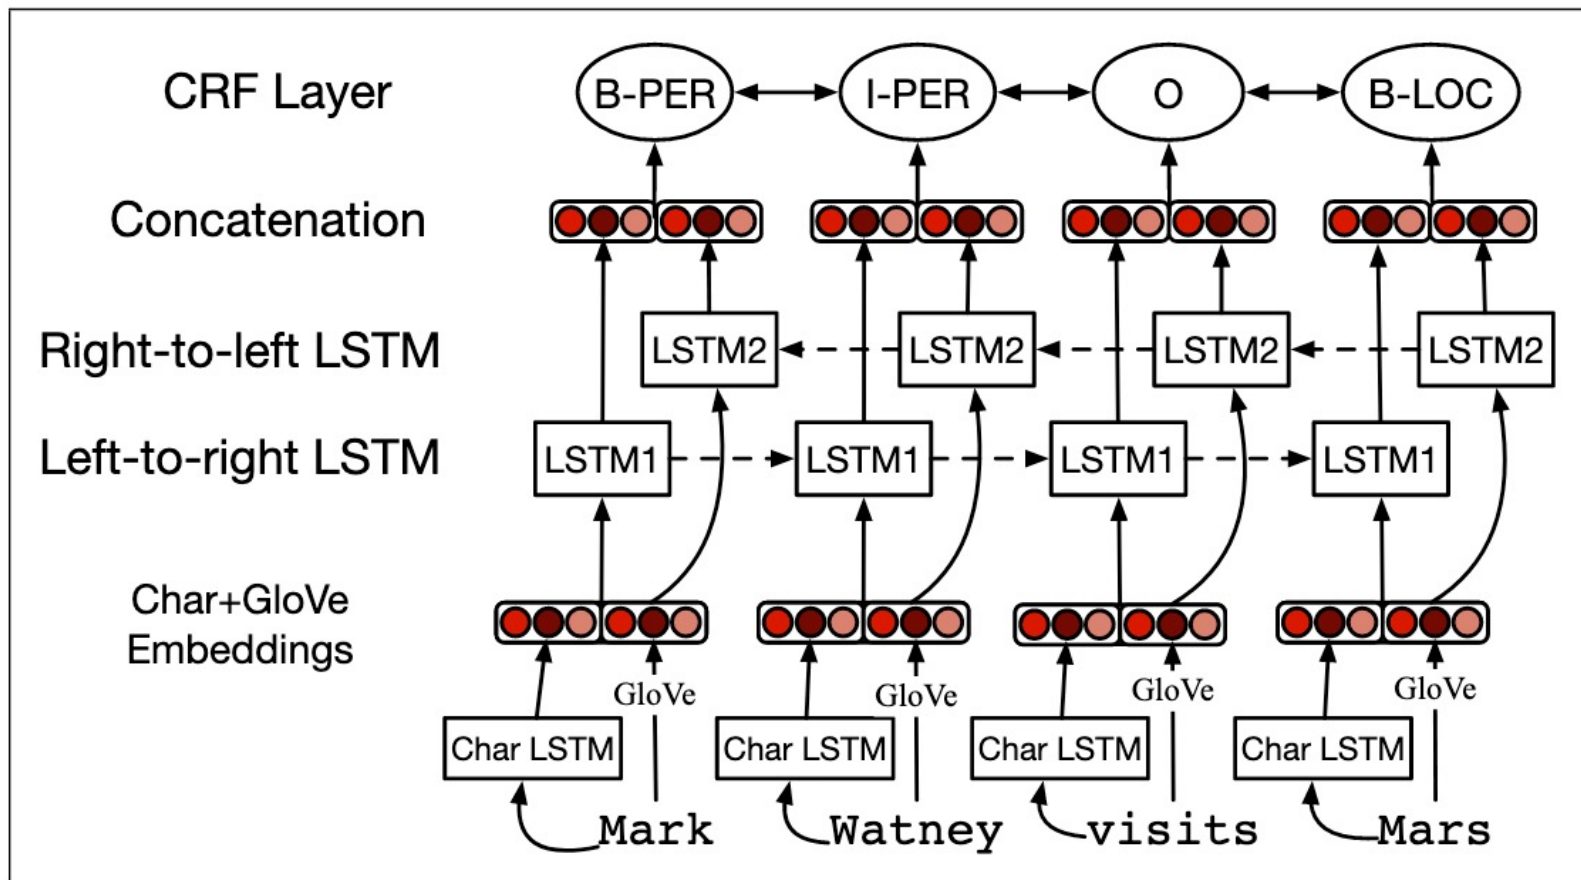 CRF Layer B-PER I-PER O B-LOC
Concatenation
Right-to-left LSTM LSTM2 LSTM2 LSTM2 LSTM2
Left-to-right LSTM LSTM1 LSTM1 LSTM1 LSTM1
Char+GloVe
Embeddings
GloVe GloVe GloVe GloVe
Char LSTM Char LSTM Char LSTM Char LSTM
Mark Watney visits Mars